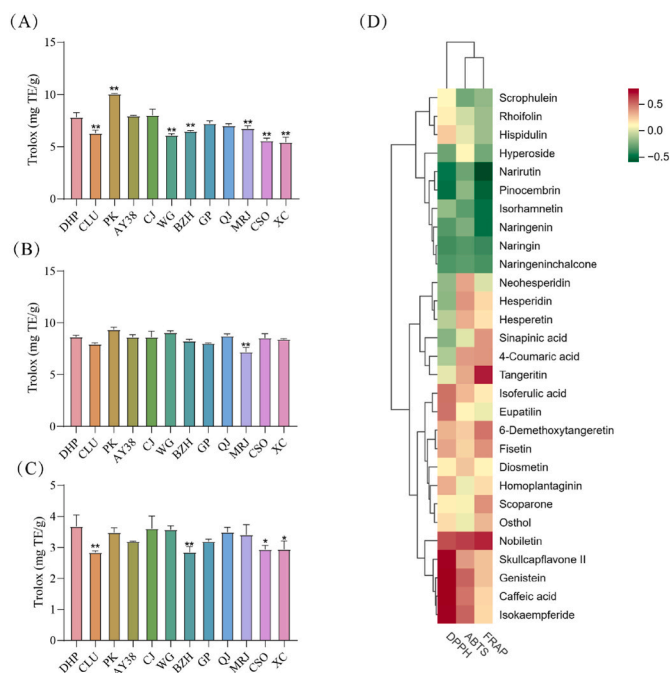 (A)
Trolox (mg TE/g)
15
10
5
0
**
**
**
**
**
**
**
DHP CLU PK AY38 CJ WG BZH GP QJ MRJ CSO XC
(B)
Trolox (mg TE/g)
15
10
5
0
**
DHP CLU PK AY38 CJ WG BZH GP QJ MRJ CSO XC
(C)
Trolox (mg TE/g)
5
4
3
2
1
0
**
**
*
*
DHP CLU PK AY38 CJ WG BZH GP QJ MRJ CSO XC
(D)
Scrophulein
Rhoifolin
Hispidulin
Hyperoside
Narirutin
Pinocembrin
Isorhamnetin
Naringenin
Naringin
Naringeninchalcone
Neohesperidin
Hesperidin
Hesperetin
Sinapinic acid
4-Coumaric acid
Tangeritin
Isoferulic acid
Eupatilin
6-Demethoxytangeretin
Fisetin
Diosmetin
Homoplantaginin
Scoparone
Osthol
Nobiletin
Skullcapflavone II
Genistein
Caffeic acid
Isokaempferide
DPPH ABTS FRAP
0.5
0
−0.5